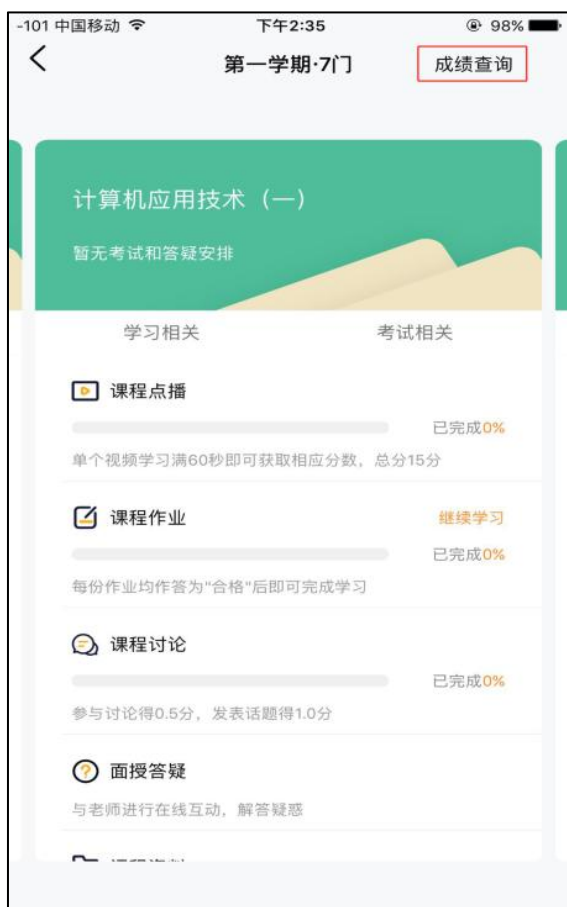 -101 中国移动 下午2:35 98%
第一学期·7门 成绩查询
计算机应用技术（一）
暂无考试和答疑安排
学习相关 考试相关
课程点播
已完成0%
单个视频学习满60秒即可获取相应分数，总分15分
课程作业 继续学习
已完成0%
每份作业均作答为"合格"后即可完成学习
课程讨论
已完成0%
参与讨论得0.5分，发表话题得1.0分
面授答疑
与老师进行在线互动，解答疑惑